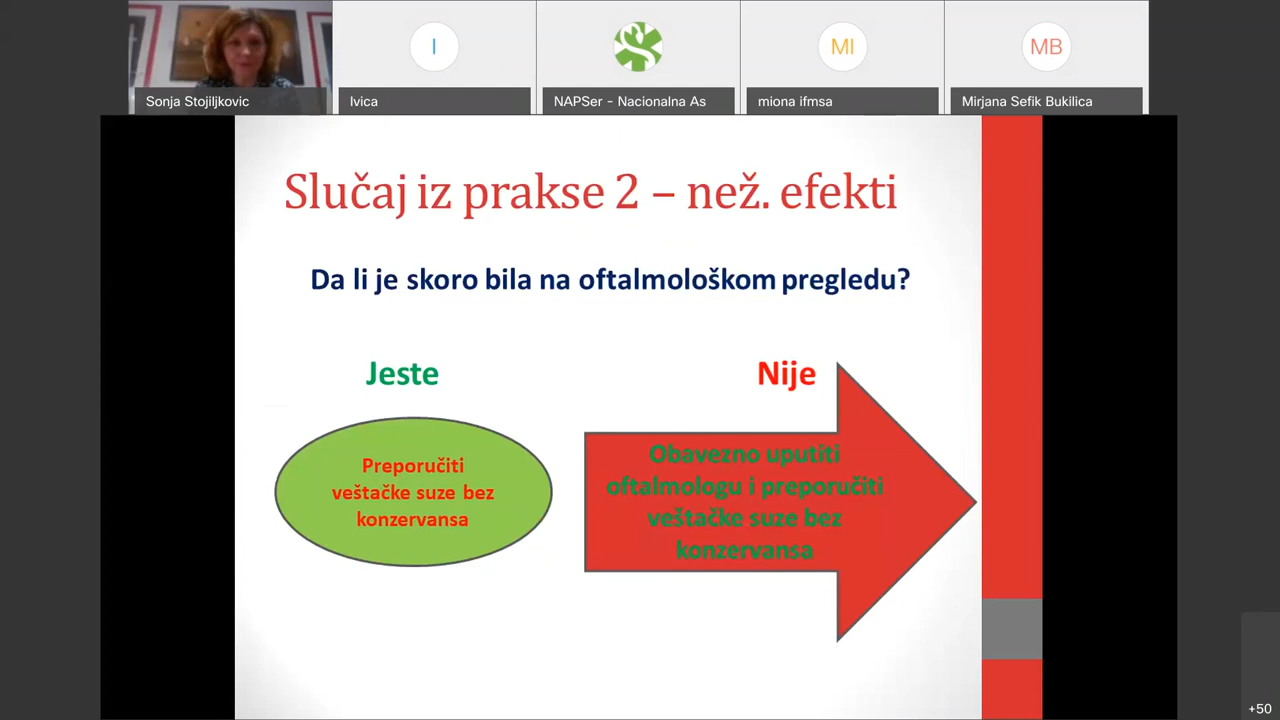 I
MI
MB
Sonja Stojiljkovic
Ivica
NAPSer - Nacionalna As
miona ifmsa
Mirjana Sefik Bukilica
Slučaj iz prakse 2 – než. efekti
Da li je skoro bila na oftalmološkom pregledu?
Jeste
Nije
Preporučiti
veštačke suze bez
konzervansa
Obavezno uputiti
oftalmologu i preporučiti
veštačke suze bez
konzervansa
+50